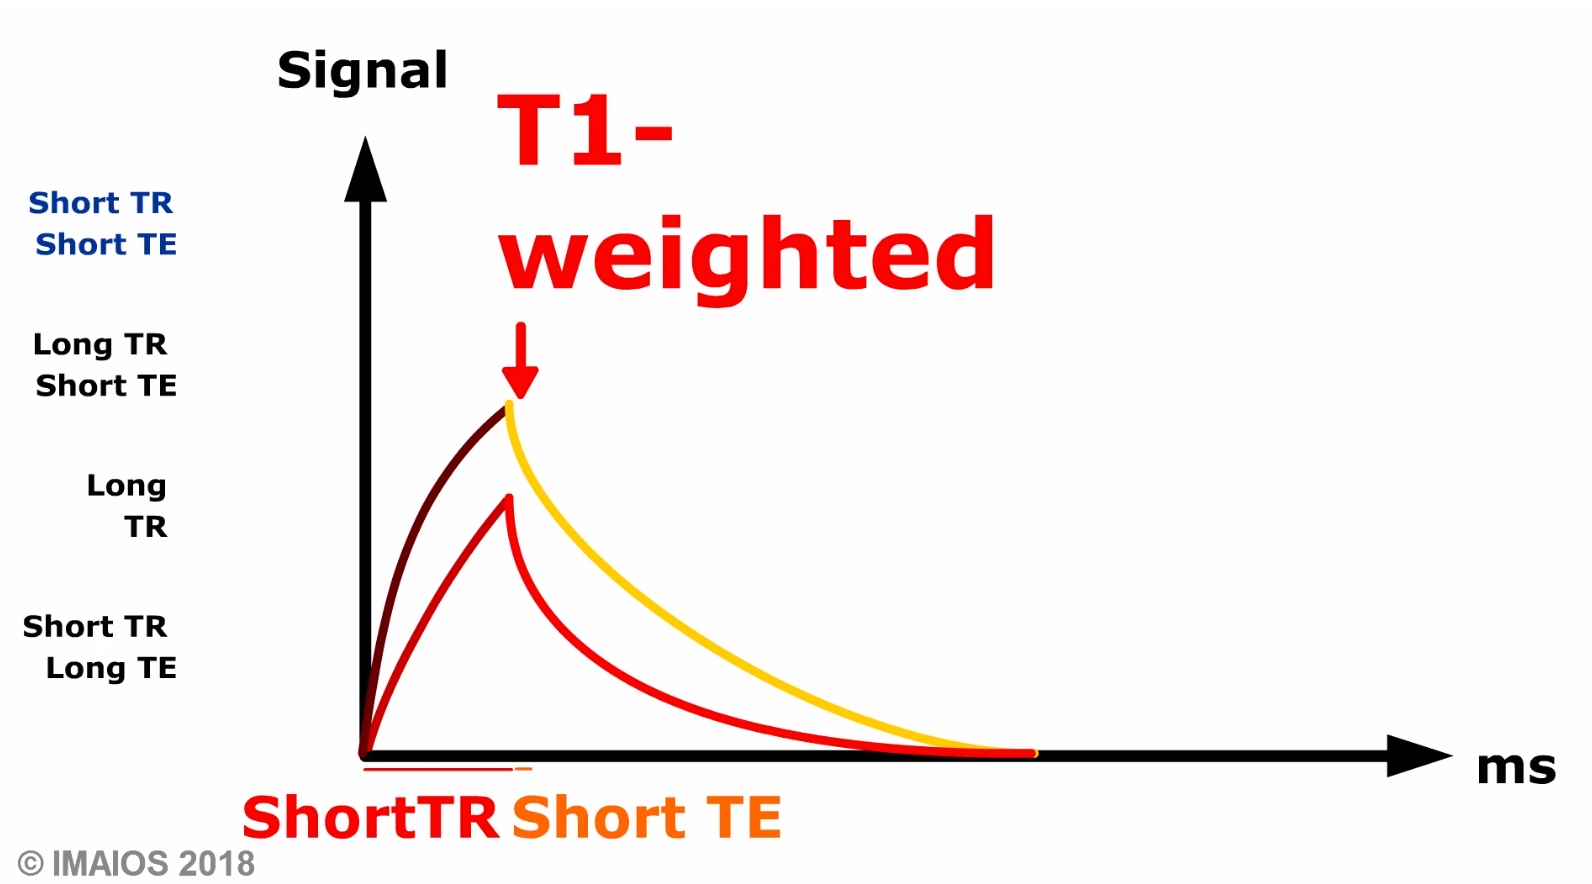 Signal
T1-
weighted
Short TR
Short TE
Long TR
Short TE
Long
TR
Short TR
Long TE
ms
ShortTR Short TE
© IMAIOS 2018